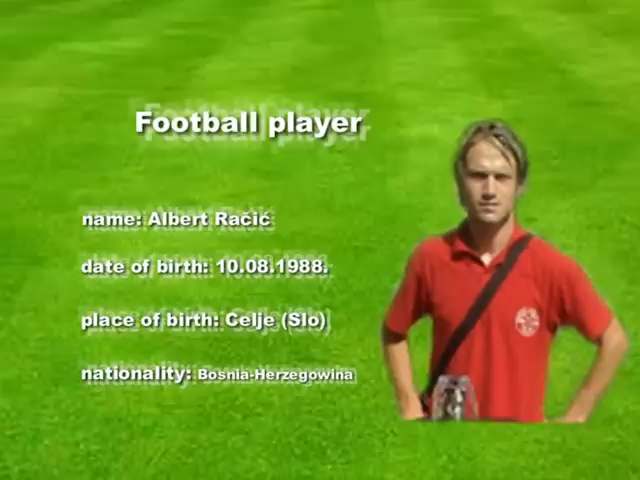 Football player
name: Albert Račić
date of birth: 10.08.1988.
place of birth: Celje (Slo)
nationality: Bosnia-Herzegowina